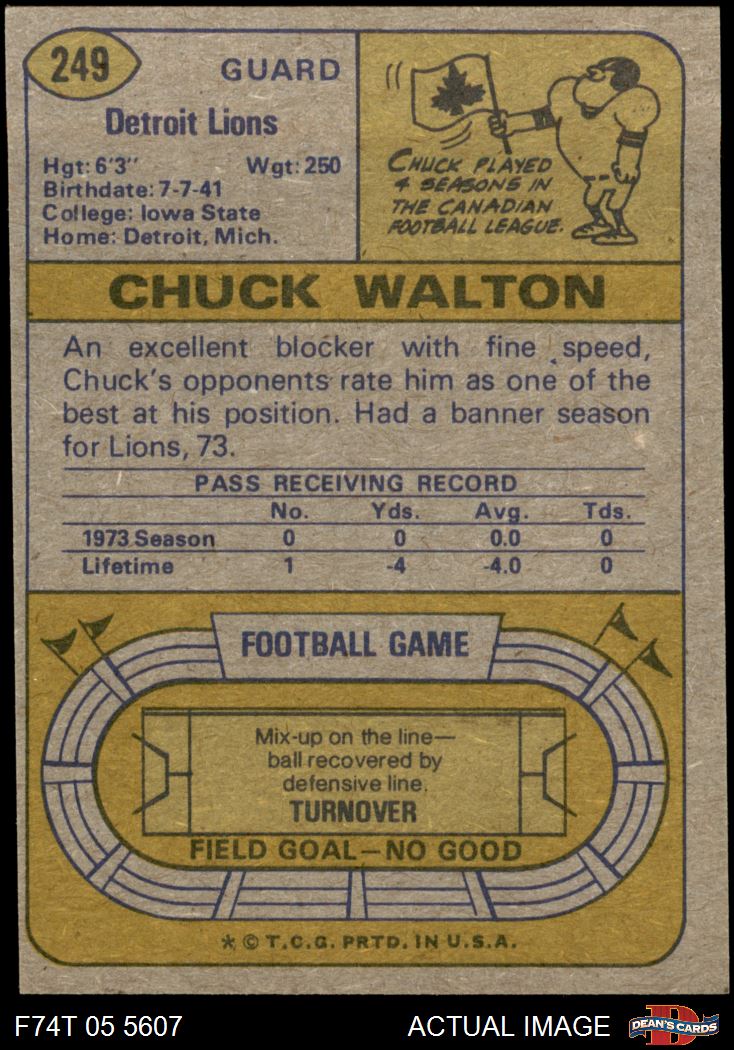 249
GUARD
Detroit Lions
Hgt: 6'3" Wgt: 250
Birthdate: 7-7-41
College: Iowa State
Home: Detroit, Mich.
CHUCK PLAYED
4 SEASONS IN
THE CANADIAN
FOOTBALL LEAGUE.
CHUCK WALTON
An excellent blocker with fine speed,
Chuck's opponents rate him as one of the
best at his position. Had a banner season
for Lions, 73.
PASS RECEIVING RECORD
No. Yds. Avg. Tds.
1973 Season 0 0 0.0 0
Lifetime 1 -4 -4.0 0
FOOTBALL GAME
Mix-up on the line—
ball recovered by
defensive line.
TURNOVER
FIELD GOAL—NO GOOD
* © T.C.G. PRTD. IN U.S.A.
F74T 05 5607 ACTUAL IMAGE D DEAN'S CARDS